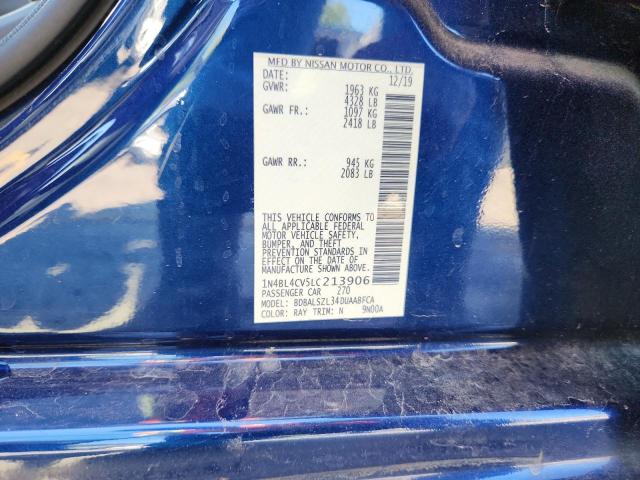 MFD BY NISSAN MOTOR CO., LTD.
DATE: 12/19
GVWR: 1963 KG
4328 LB
GAWR FR.: 1097 KG
2418 LB
GAWR RR.: 945 KG
2083 LB
THIS VEHICLE CONFORMS TO
ALL APPLICABLE FEDERAL
MOTOR VEHICLE SAFETY,
BUMPER, AND THEFT
PREVENTION STANDARDS
IN EFFECT ON THE DATE
OF MANUFACTURE SHOWN ABOVE.
1N4BL4CV5LC213906
PASSENGER CAR 270
MODEL: BDBALSZL34DUAABFCA
COLOR: RAY TRIM: N 9N00A